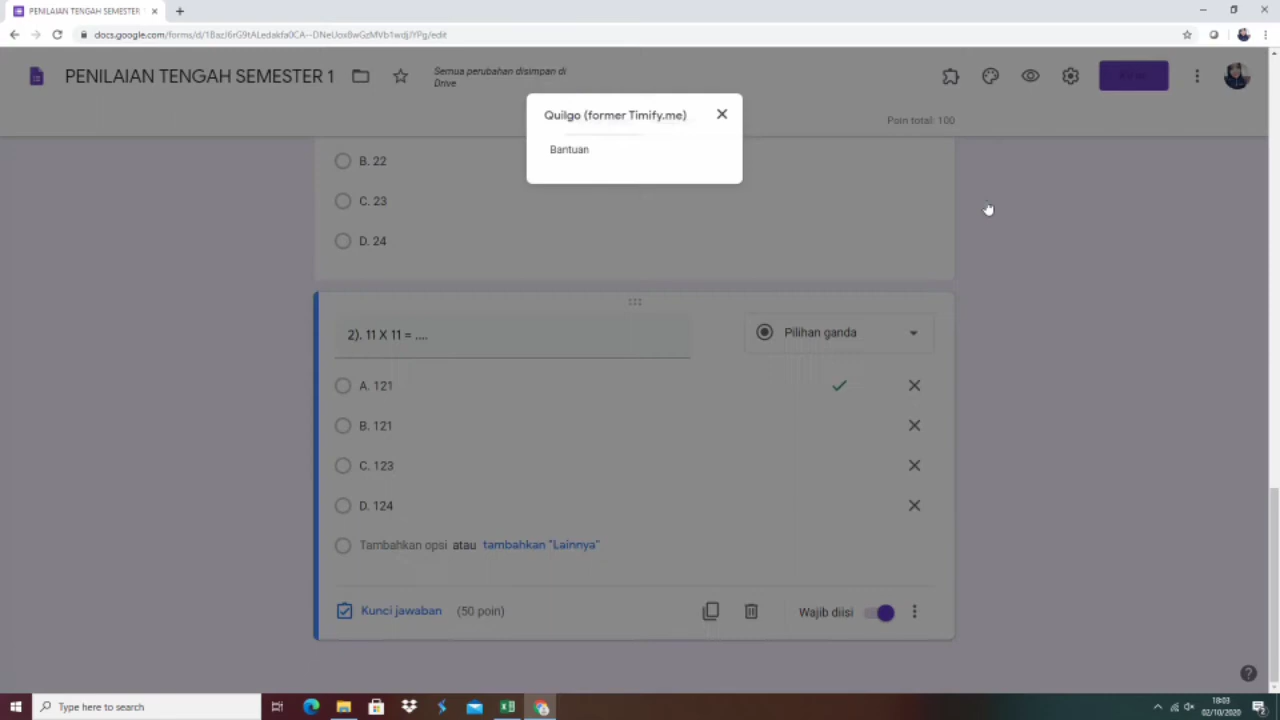 PENILAIAN TENGAH SEMESTER
docs.google.com/forms/d/1BazJ6rG9tALedakfa0CA--DNeUox8wGzMVb1wdjJYPg/edit
PENILAIAN TENGAH SEMESTER 1
Semua perubahan disimpan di
Drive
Poin total: 100
Quilgo (former Timify.me)
Bantuan
B. 22
C. 23
D. 24
2). 11 X 11 = ....
Pilihan ganda
A. 121
B. 121
C. 123
D. 124
Tambahkan opsi atau tambahkan "Lainnya"
Kunci jawaban (50 poin)
Wajib diisi
Type here to search
18:03
02/10/2020
2